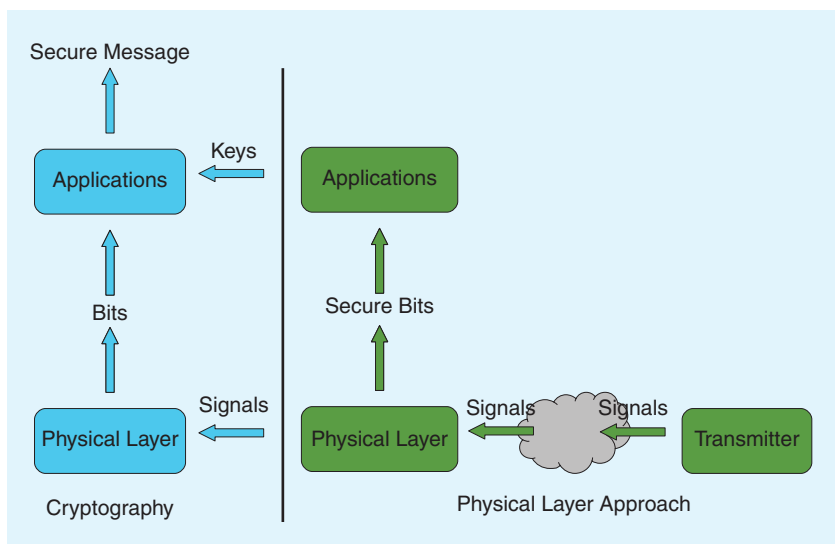 Secure Message
Keys
Applications
Applications
Bits
Secure Bits
Signals
Signals
Signals
Physical Layer
Physical Layer
Transmitter
Cryptography
Physical Layer Approach